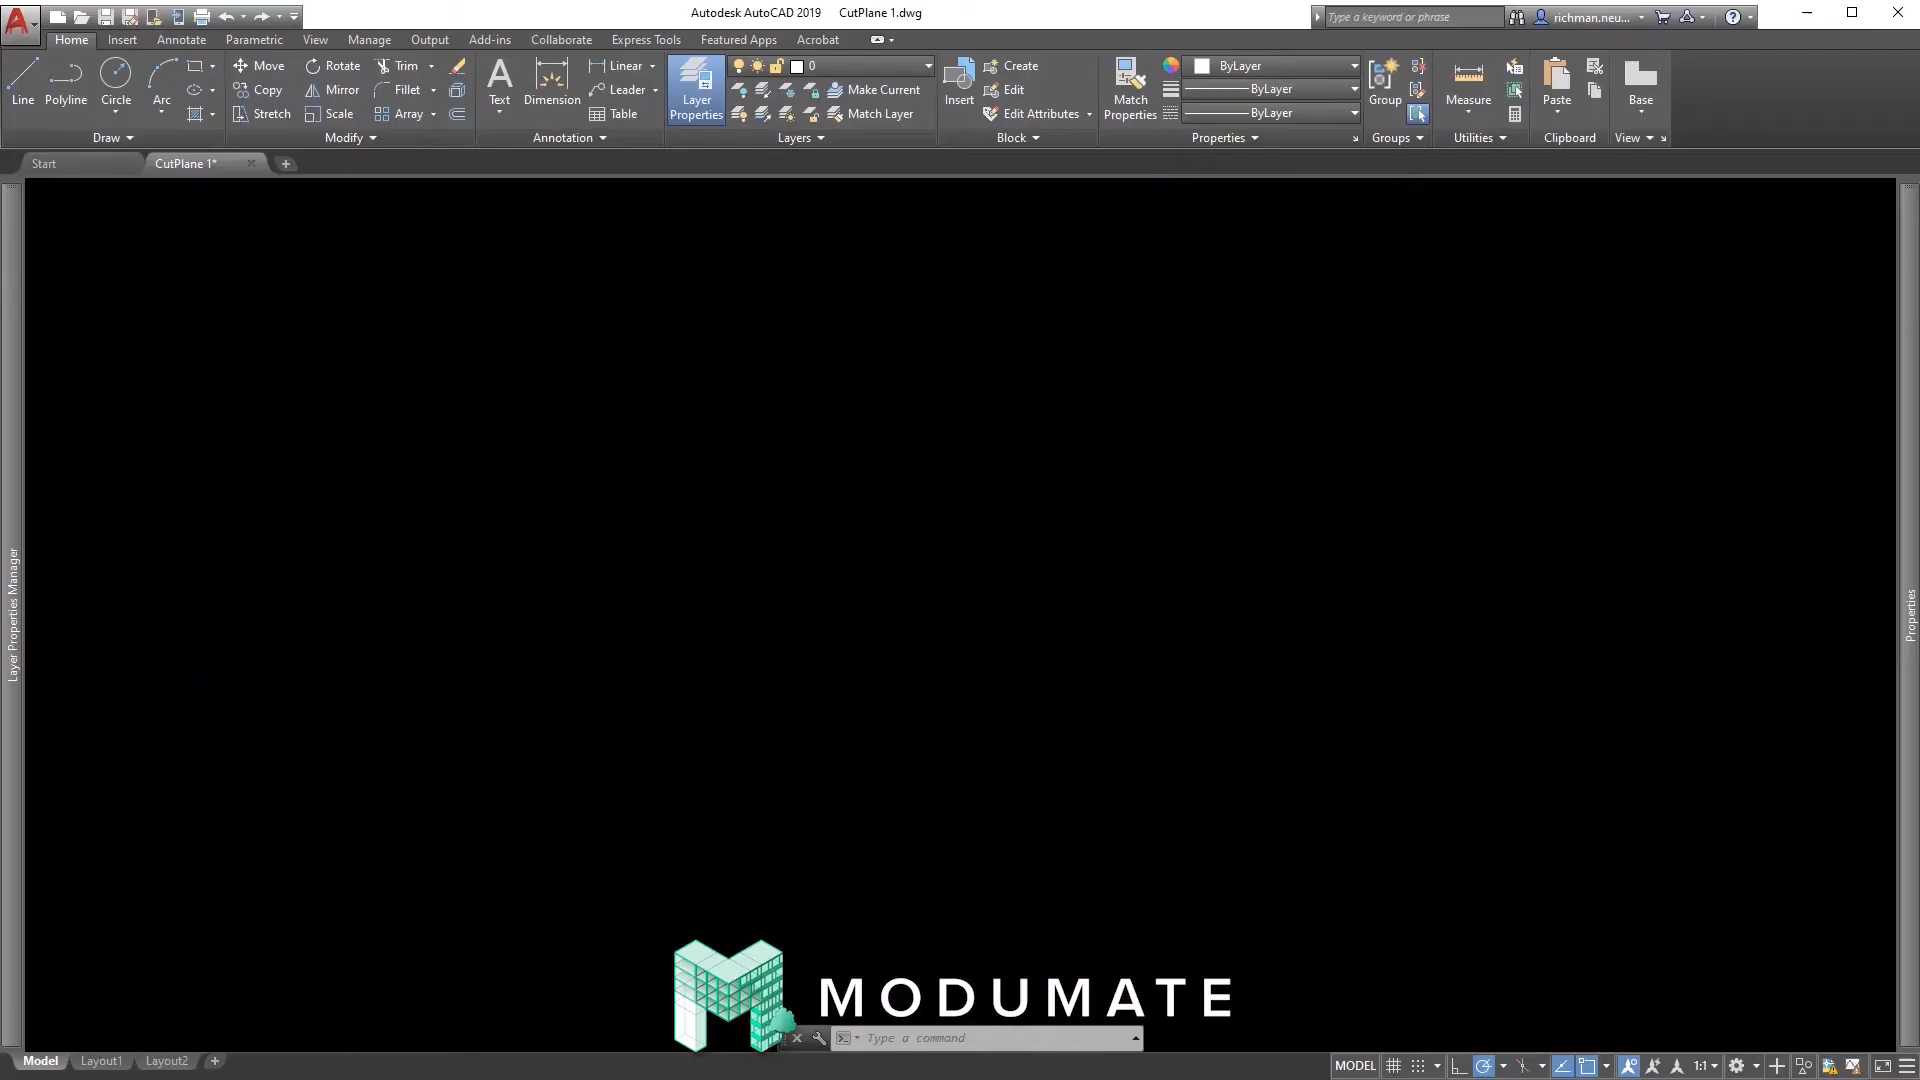 Autodesk AutoCAD 2019 CutPlane 1.dwg
Type a keyword or phrase
richman.neu...
Home Insert Annotate Parametric View Manage Output Add-ins Collaborate Express Tools Featured Apps Acrobat
Line Polyline Circle Arc
Move Rotate Trim
Copy Mirror Fillet
Stretch Scale Array
Text Dimension
Linear
Leader
Table
Layer Properties
0
Make Current
Match Layer
Insert
Create
Edit
Edit Attributes
Match Properties
ByLayer
ByLayer
ByLayer
Group
Measure
Paste
Base
Draw Modify Annotation Layers Block Properties Groups Utilities Clipboard View
Start CutPlane 1*
Layer Properties Manager
Properties
MODUMATE
Type a command
Model Layout1 Layout2
MODEL 1:1